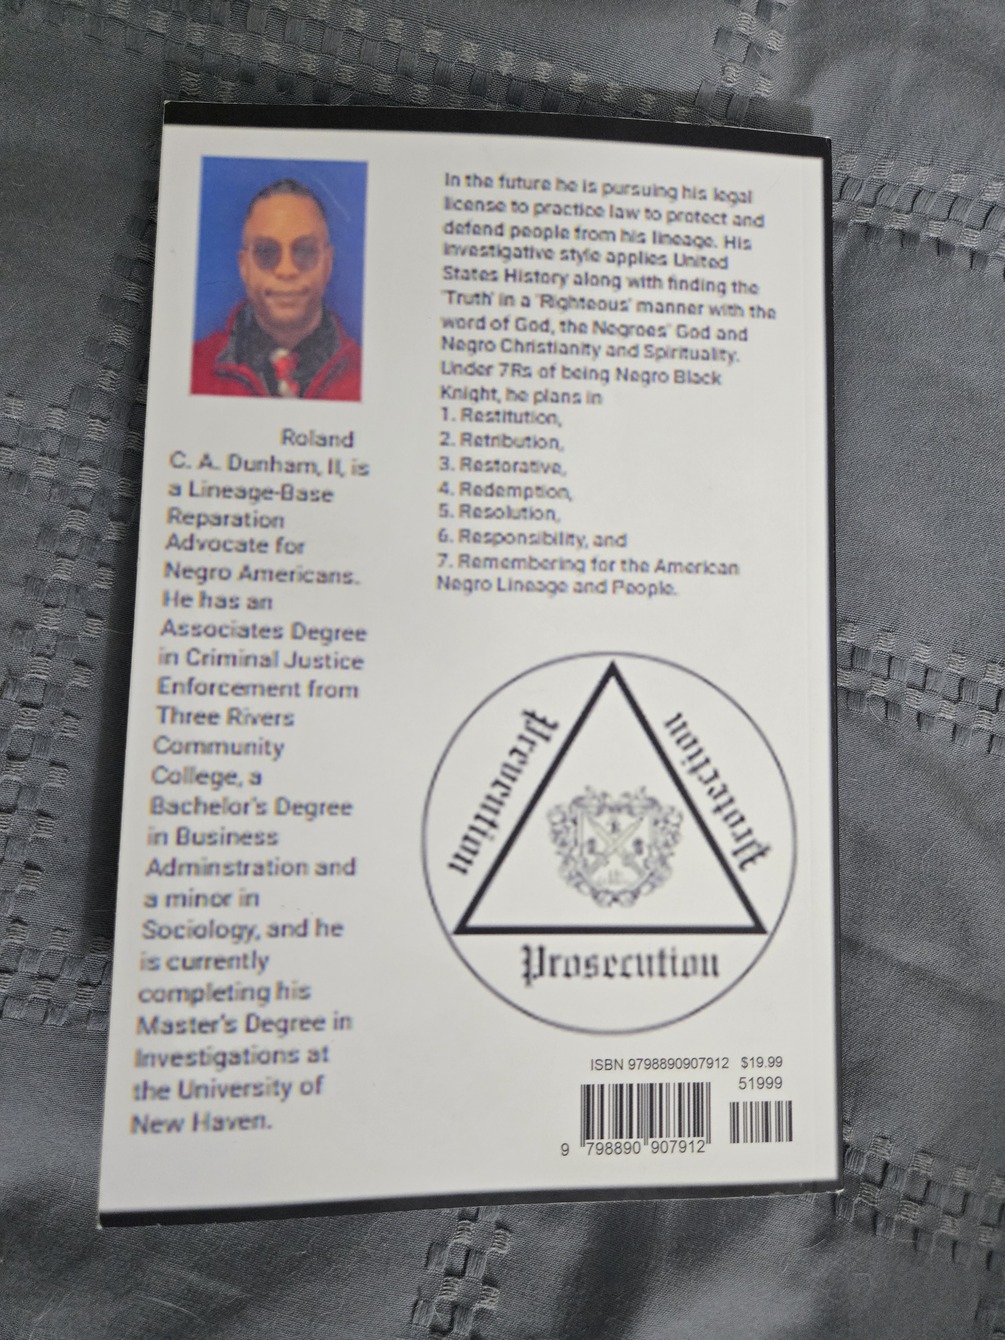 Roland
C. A. Dunham, II, is
a Lineage-Base
Reparation
Advocate for
Negro Americans.
He has an
Associates Degree
in Criminal Justice
Enforcement from
Three Rivers
Community
College, a
Bachelor's Degree
in Business
Adminstration and
a minor in
Sociology, and he
is currently
completing his
Master's Degree in
Investigations at
the University of
New Haven.
In the future he is pursuing his legal
license to practice law to protect and
defend people from his lineage. His
investigative style applies United
States History along with finding the
'Truth' in a 'Righteous' manner with the
word of God, the Negroes' God and
Negro Christianity and Spirituality.
Under 7Rs of being Negro Black
Knight, he plans in
1. Restitution,
2. Retribution,
3. Restorative,
4. Redemption,
5. Resolution,
6. Responsibility, and
7. Remembering for the American
Negro Lineage and People.
Prevention
Protection
Prosecution
ISBN 9798890907912 $19.99
51999
9 798890 907912